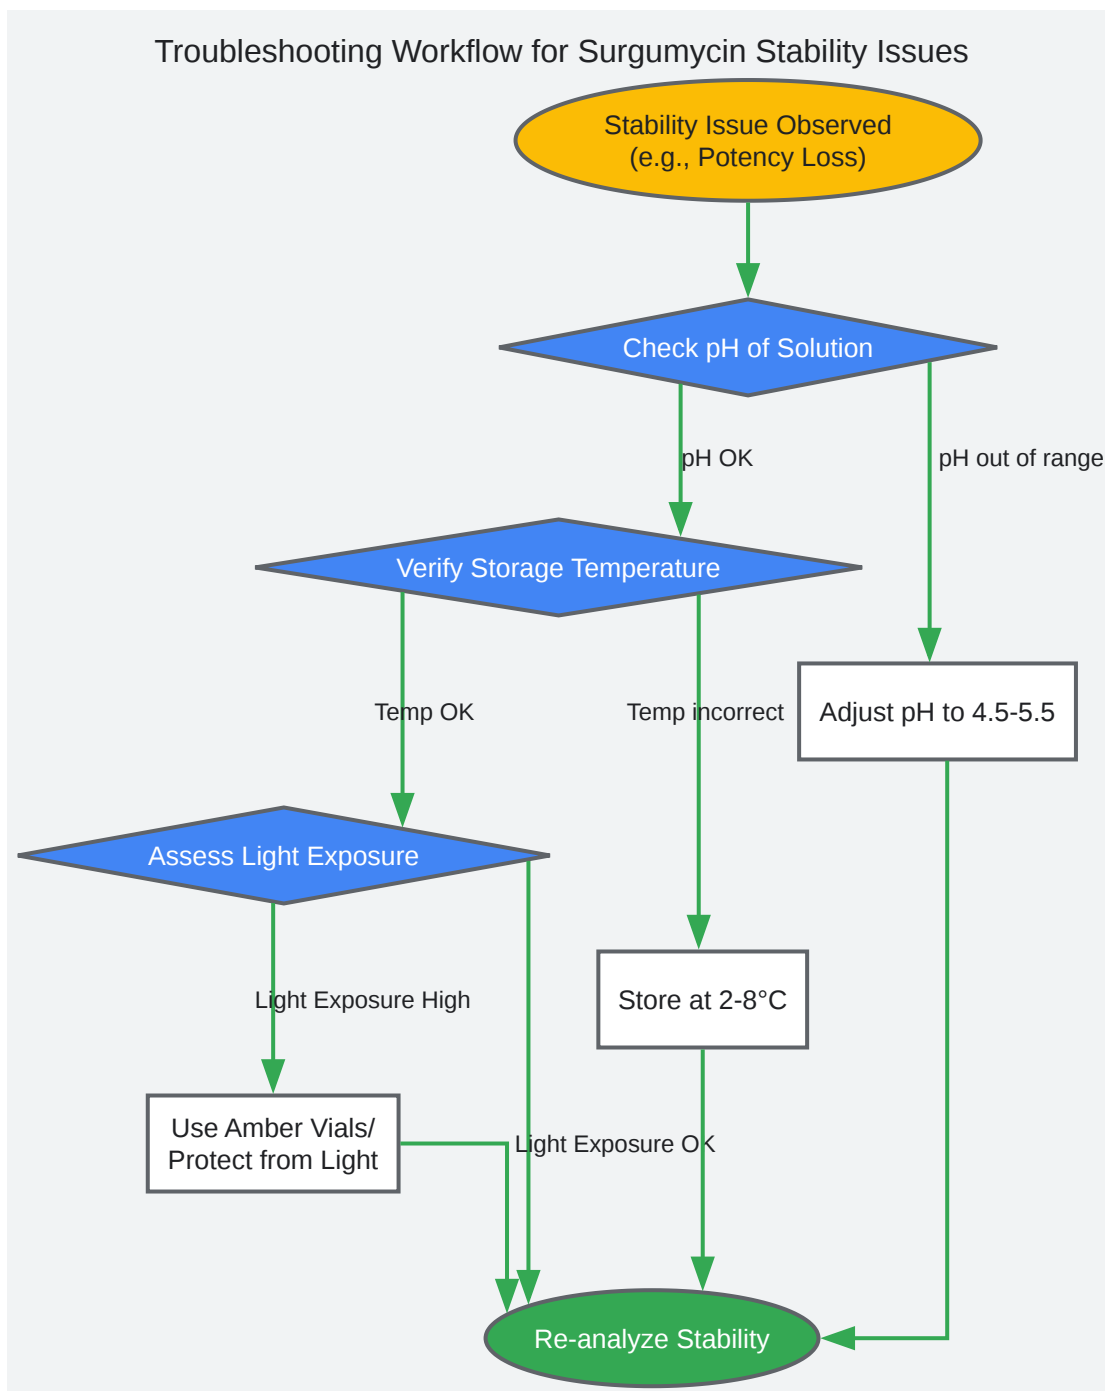 Troubleshooting Workflow for Surgumycin Stability Issues
Stability Issue Observed
(e.g., Potency Loss)
Check pH of Solution
pH OK
pH out of range
Verify Storage Temperature
Temp OK
Temp incorrect
Adjust pH to 4.5-5.5
Assess Light Exposure
Light Exposure High
Store at 2-8°C
Use Amber Vials/
Protect from Light
Light Exposure OK
Re-analyze Stability